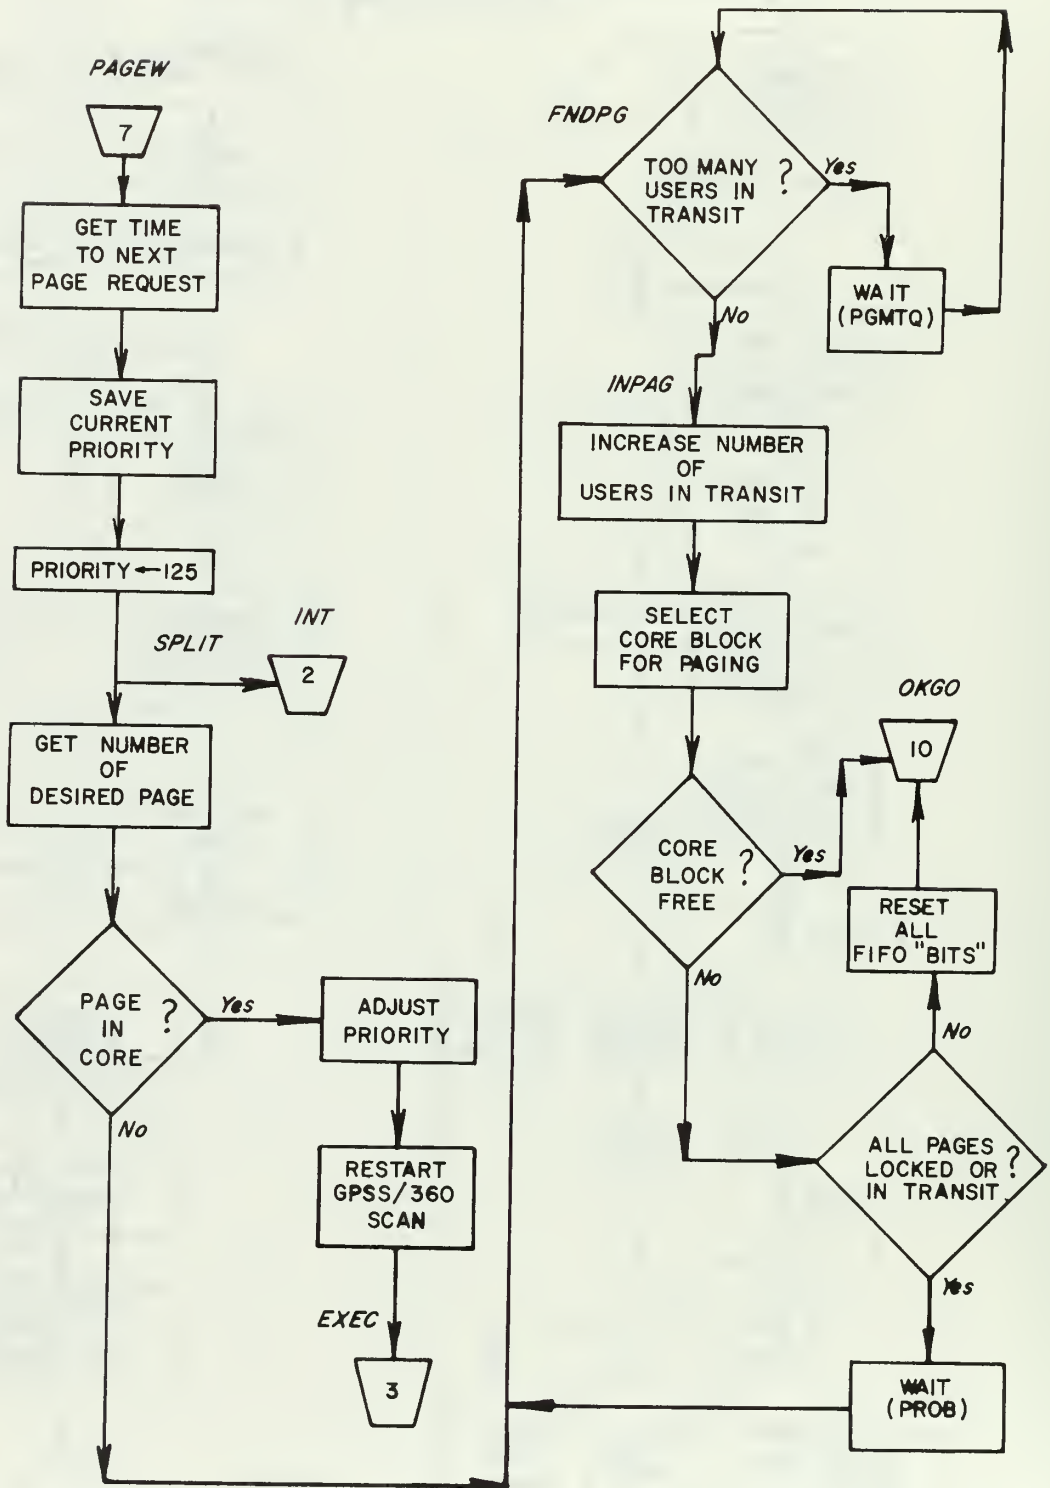 PAGEW
7
GET TIME
TO NEXT
PAGE REQUEST
SAVE
CURRENT
PRIORITY
PRIORITY ← 125
SPLIT
INT
2
GET NUMBER
OF
DESIRED PAGE
PAGE
IN
CORE ?
Yes
No
ADJUST
PRIORITY
RESTART
GPSS/360
SCAN
EXEC
3
FNDPG
TOO MANY
USERS IN
TRANSIT ?
Yes
No
WAIT
(PGMTQ)
INPAG
INCREASE NUMBER
OF
USERS IN TRANSIT
SELECT
CORE BLOCK
FOR PAGING
CORE
BLOCK
FREE ?
Yes
No
OKGO
10
RESET
ALL
FIFO "BITS"
No
ALL PAGES
LOCKED OR
IN TRANSIT ?
Yes
WAIT
(PROB)